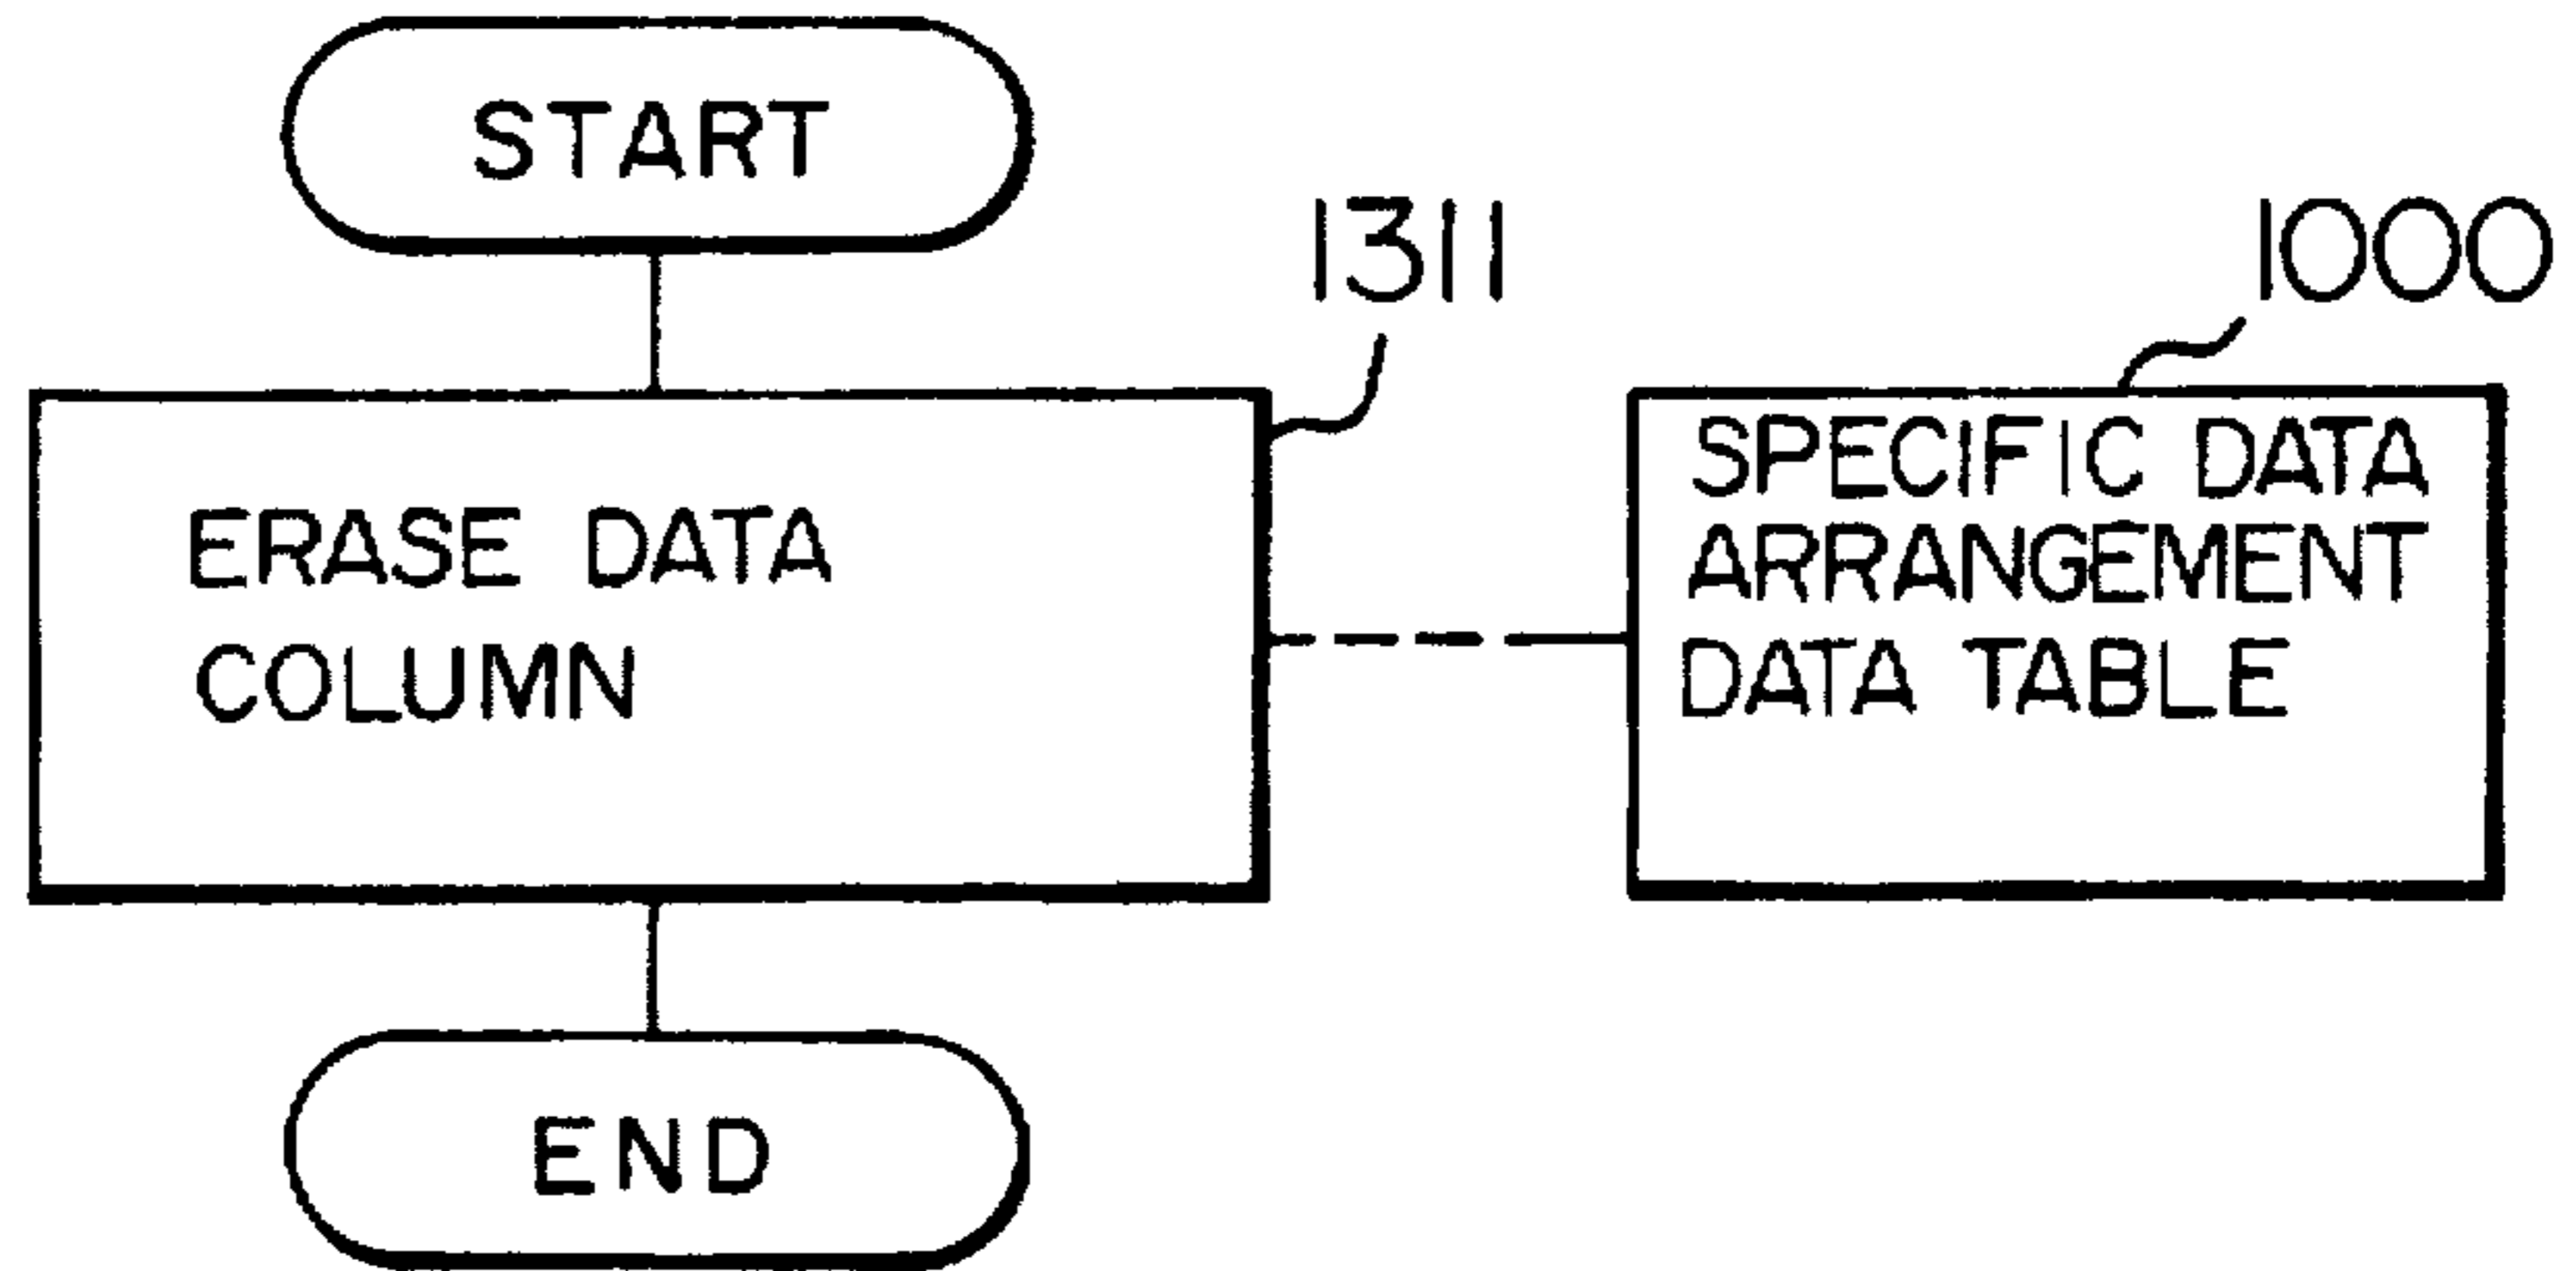 START
1311
1000
ERASE DATA
COLUMN
SPECIFIC DATA
ARRANGEMENT
DATA TABLE
END